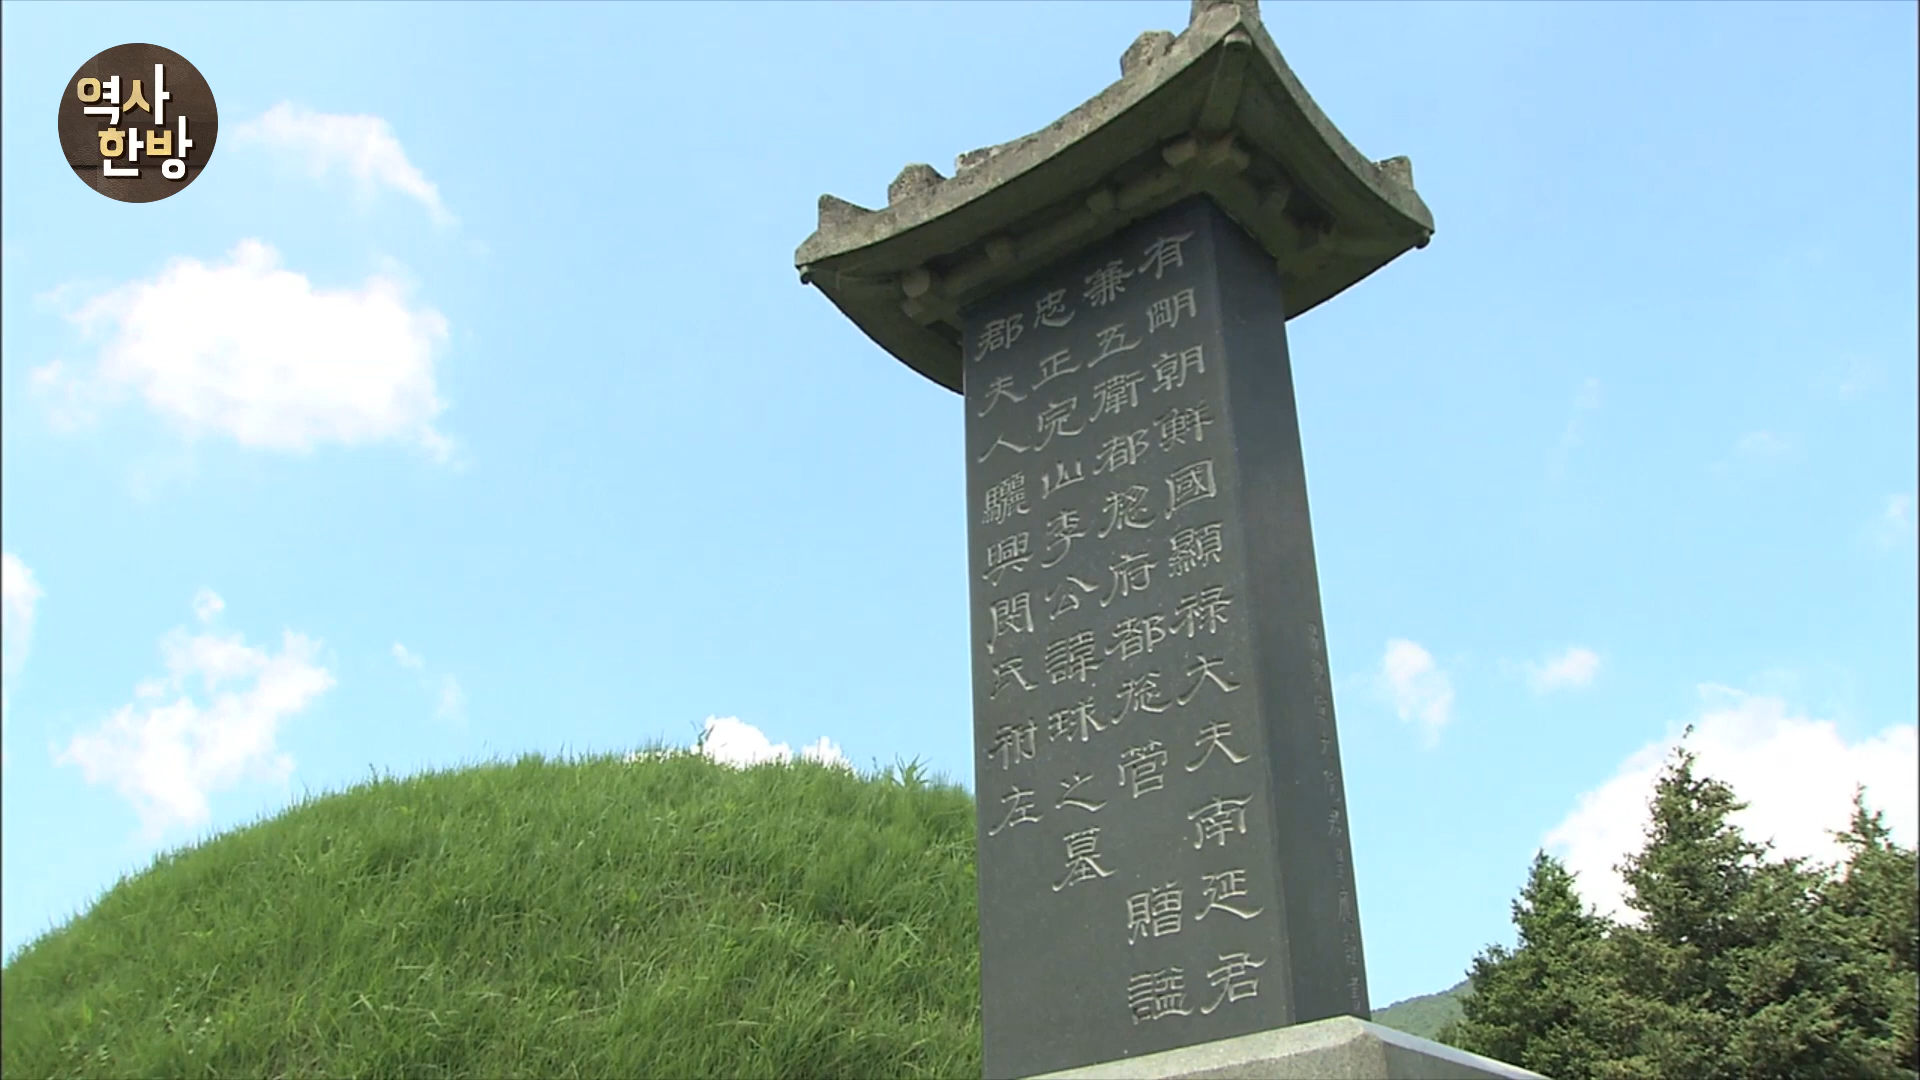 역사
한방
有明朝鮮國顯祿大夫南延君
兼五衛都摠府都摠管 贈諡
忠正完山李公諱球之墓
郡夫人驪興閔氏祔左